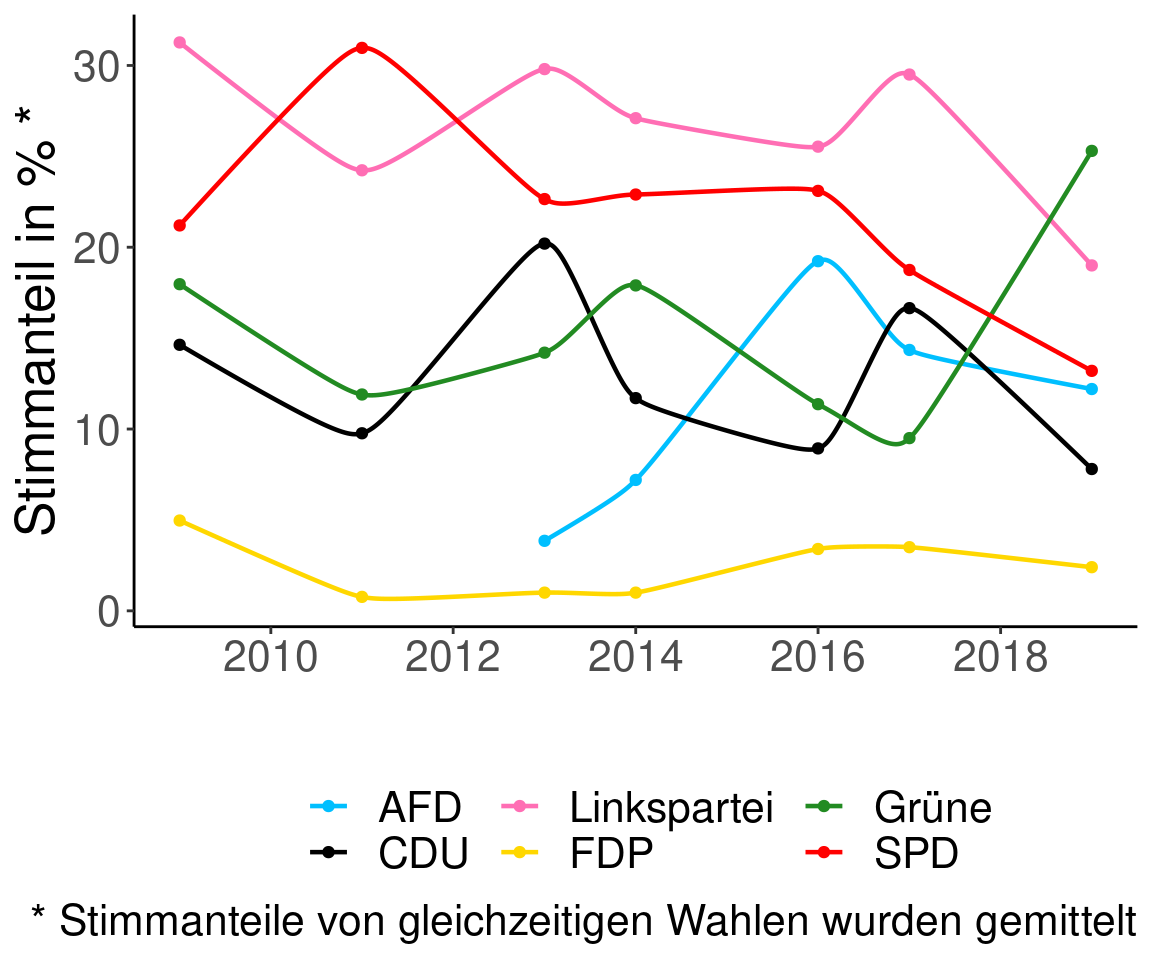 Stimmanteil in % *
30
20
10
0
2010 2012 2014 2016 2018
AFD Linkspartei Grüne
CDU FDP SPD
* Stimmanteile von gleichzeitigen Wahlen wurden gemittelt